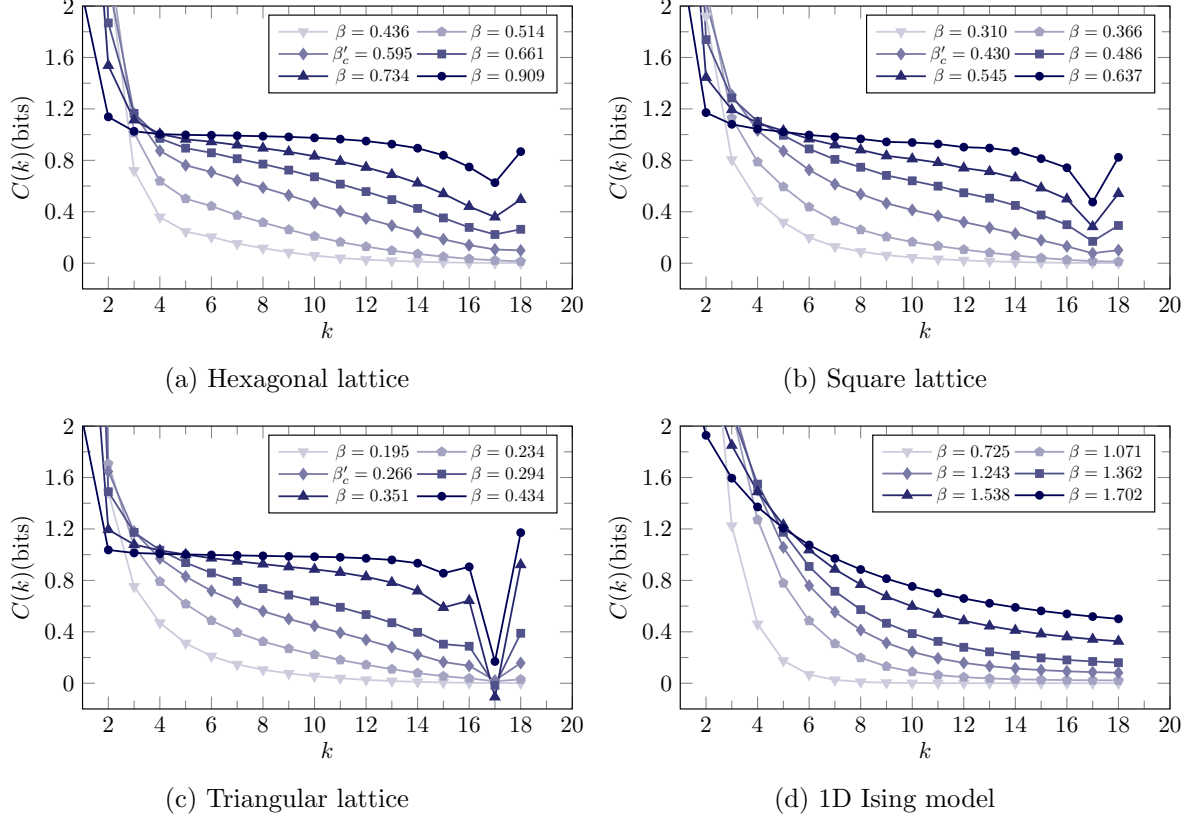 2
1.6
1.2
0.8
0.4
0
C(k)(bits)
2 4 6 8 10 12 14 16 18 20
k
β = 0.436 β = 0.514
β′c = 0.595 β = 0.661
β = 0.734 β = 0.909
(a) Hexagonal lattice
2
1.6
1.2
0.8
0.4
0
C(k)(bits)
2 4 6 8 10 12 14 16 18 20
k
β = 0.310 β = 0.366
β′c = 0.430 β = 0.486
β = 0.545 β = 0.637
(b) Square lattice
2
1.6
1.2
0.8
0.4
0
C(k)(bits)
2 4 6 8 10 12 14 16 18 20
k
β = 0.195 β = 0.234
β′c = 0.266 β = 0.294
β = 0.351 β = 0.434
(c) Triangular lattice
2
1.6
1.2
0.8
0.4
0
C(k)(bits)
2 4 6 8 10 12 14 16 18 20
k
β = 0.725 β = 1.071
β = 1.243 β = 1.362
β = 1.538 β = 1.702
(d) 1D Ising model